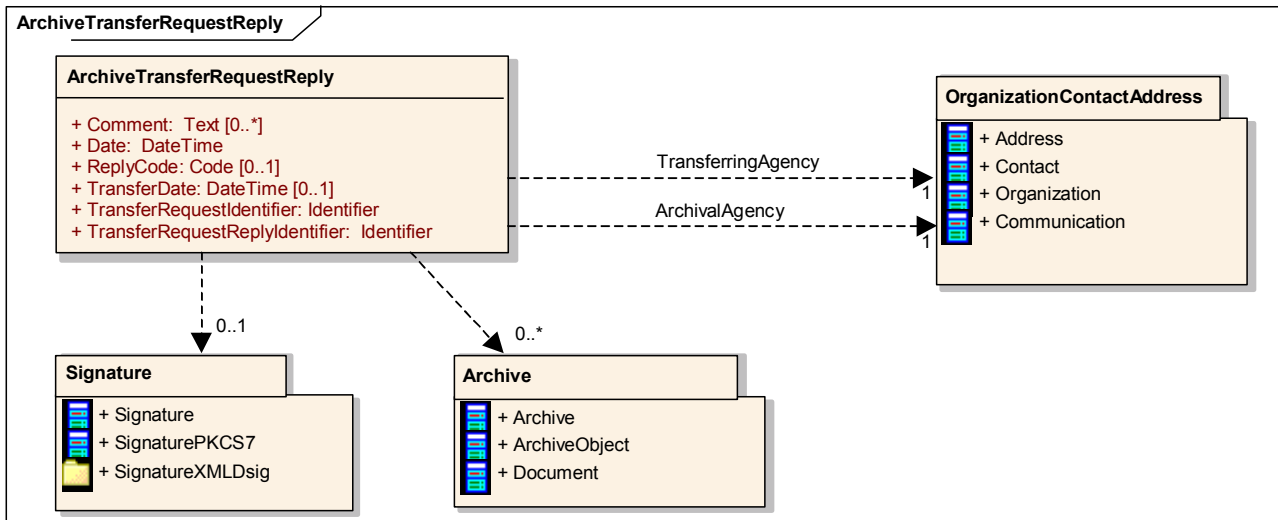 ArchiveTransferRequestReply
ArchiveTransferRequestReply
+ Comment: Text [0..*]
+ Date: DateTime
+ ReplyCode: Code [0..1]
+ TransferDate: DateTime [0..1]
+ TransferRequestIdentifier: Identifier
+ TransferRequestReplyIdentifier: Identifier
TransferringAgency
1
ArchivalAgency
1
OrganizationContactAddress
+ Address
+ Contact
+ Organization
+ Communication
0..1
0..*
Signature
+ Signature
+ SignaturePKCS7
+ SignatureXMLDsig
Archive
+ Archive
+ ArchiveObject
+ Document